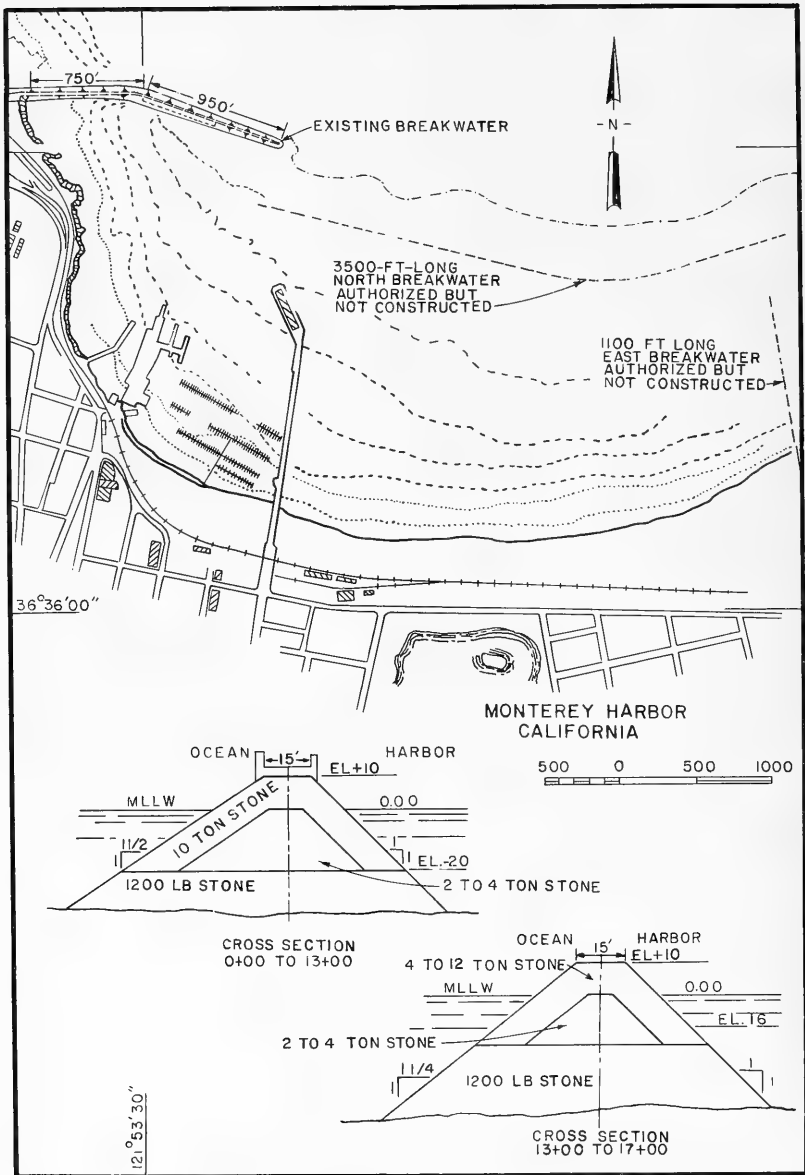 750'
950'
EXISTING BREAKWATER
-N-
3500-FT-LONG
NORTH BREAKWATER
AUTHORIZED BUT
NOT CONSTRUCTED
1100 FT LONG
EAST BREAKWATER
AUTHORIZED BUT
NOT CONSTRUCTED
36°36'00"
MONTEREY HARBOR
CALIFORNIA
500 0 500 1000
OCEAN 15' HARBOR
EL+10
MLLW 0.00
10 TON STONE
1 1/2
1
1
1
EL.-20
1200 LB STONE
2 TO 4 TON STONE
CROSS SECTION
0+00 TO 13+00
OCEAN 15' HARBOR
EL+10
4 TO 12 TON STONE
MLLW 0.00
EL.16
2 TO 4 TON STONE
1 1/4
1
1
1
1200 LB STONE
CROSS SECTION
13+00 TO 17+00
121°53'30"